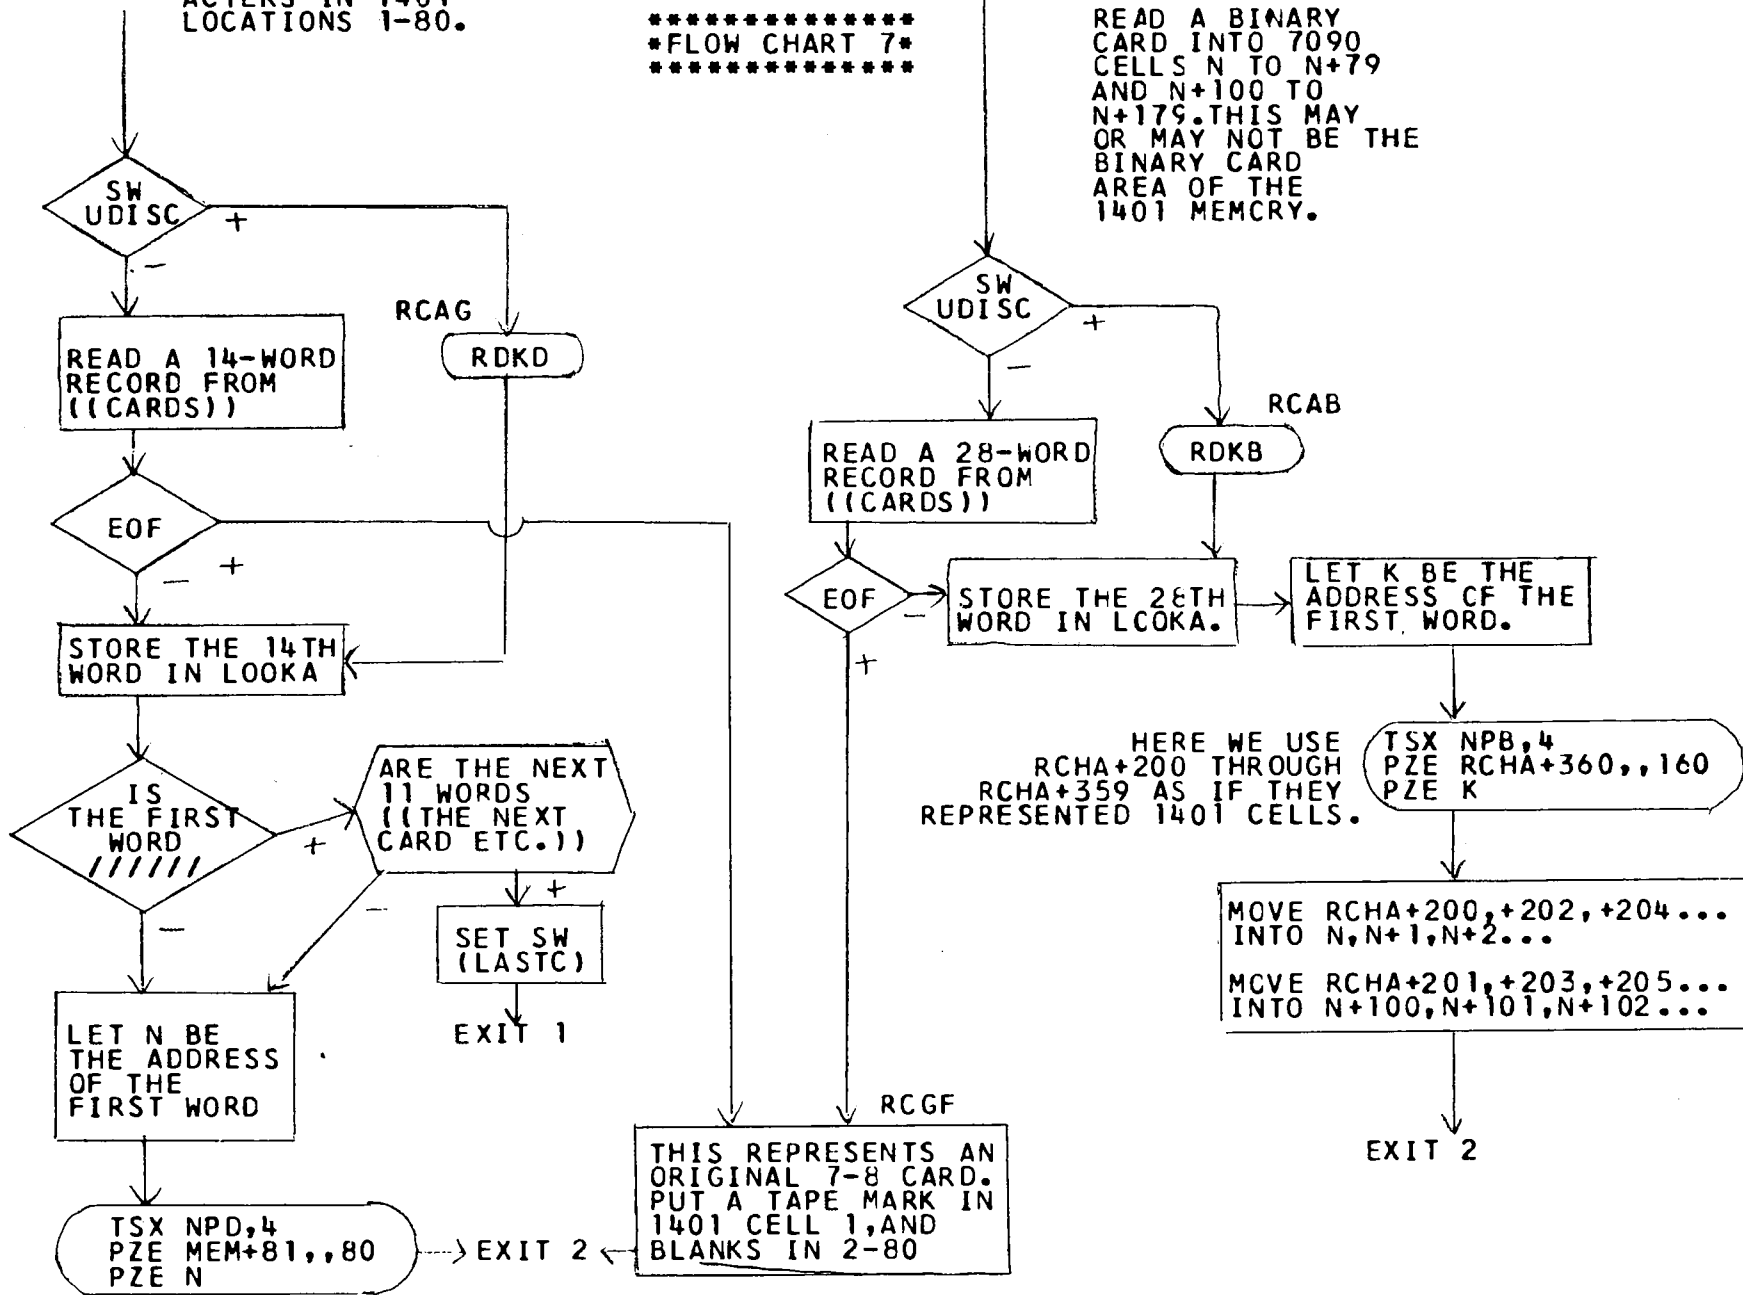 LOCATIONS 1-80.
**************
*FLOW CHART 7*
**************
SW
UDISC
+
-
READ A 14-WORD
RECORD FROM
((CARDS))
RCAG
RDKD
EOF
+
-
STORE THE 14TH
WORD IN LOOKA
IS
THE FIRST
WORD
//////
+
-
ARE THE NEXT
11 WORDS
((THE NEXT
CARD ETC.))
+
-
SET SW
(LASTC)
EXIT 1
LET N BE
THE ADDRESS
OF THE
FIRST WORD
TSX NPD,4
PZE MEM+81,,80
PZE N
EXIT 2
READ A BINARY
CARD INTO 7090
CELLS N TO N+79
AND N+100 TO
N+179.THIS MAY
OR MAY NOT BE THE
BINARY CARD
AREA OF THE
1401 MEMCRY.
SW
UDISC
+
-
READ A 28-WORD
RECORD FROM
((CARDS))
RCAB
RDKB
EOF
-
+
STORE THE 28TH
WORD IN LCOKA.
LET K BE THE
ADDRESS CF THE
FIRST WORD.
HERE WE USE
RCHA+200 THROUGH
RCHA+359 AS IF THEY
REPRESENTED 1401 CELLS.
TSX NPB,4
PZE RCHA+360,,160
PZE K
MOVE RCHA+200,+202,+204...
INTO N,N+1,N+2...
MCVE RCHA+201,+203,+205...
INTO N+100,N+101,N+102...
EXIT 2
RCGF
THIS REPRESENTS AN
ORIGINAL 7-8 CARD.
PUT A TAPE MARK IN
1401 CELL 1,AND
BLANKS IN 2-80